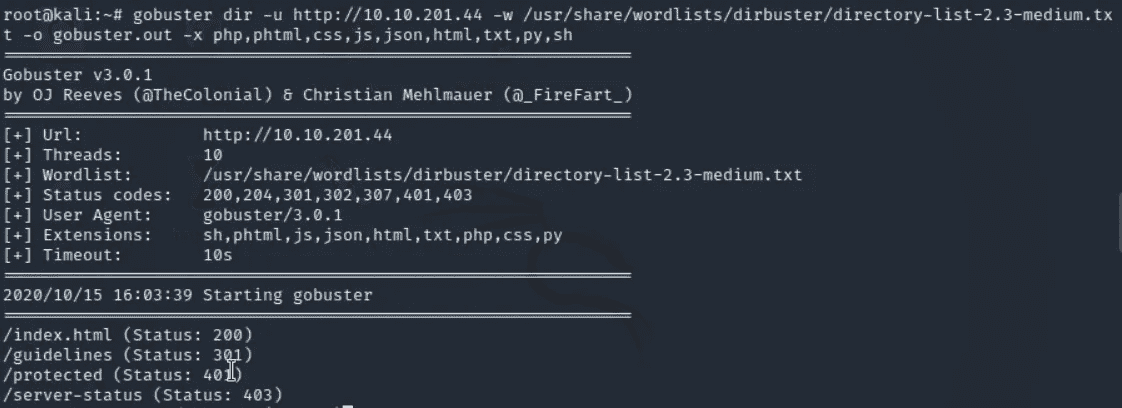 root@kali:~# gobuster dir -u http://10.10.201.44 -w /usr/share/wordlists/dirbuster/directory-list-2.3-medium.tx
t -o gobuster.out -x php,phtml,css,js,json,html,txt,py,sh
===============================================================
Gobuster v3.0.1
by OJ Reeves (@TheColonial) & Christian Mehlmauer (@_FireFart_)
===============================================================
[+] Url:            http://10.10.201.44
[+] Threads:        10
[+] Wordlist:       /usr/share/wordlists/dirbuster/directory-list-2.3-medium.txt
[+] Status codes:   200,204,301,302,307,401,403
[+] User Agent:     gobuster/3.0.1
[+] Extensions:     sh,phtml,js,json,html,txt,php,css,py
[+] Timeout:        10s
===============================================================
2020/10/15 16:03:39 Starting gobuster
===============================================================
/index.html (Status: 200)
/guidelines (Status: 301)
/protected (Status: 401)
/server-status (Status: 403)